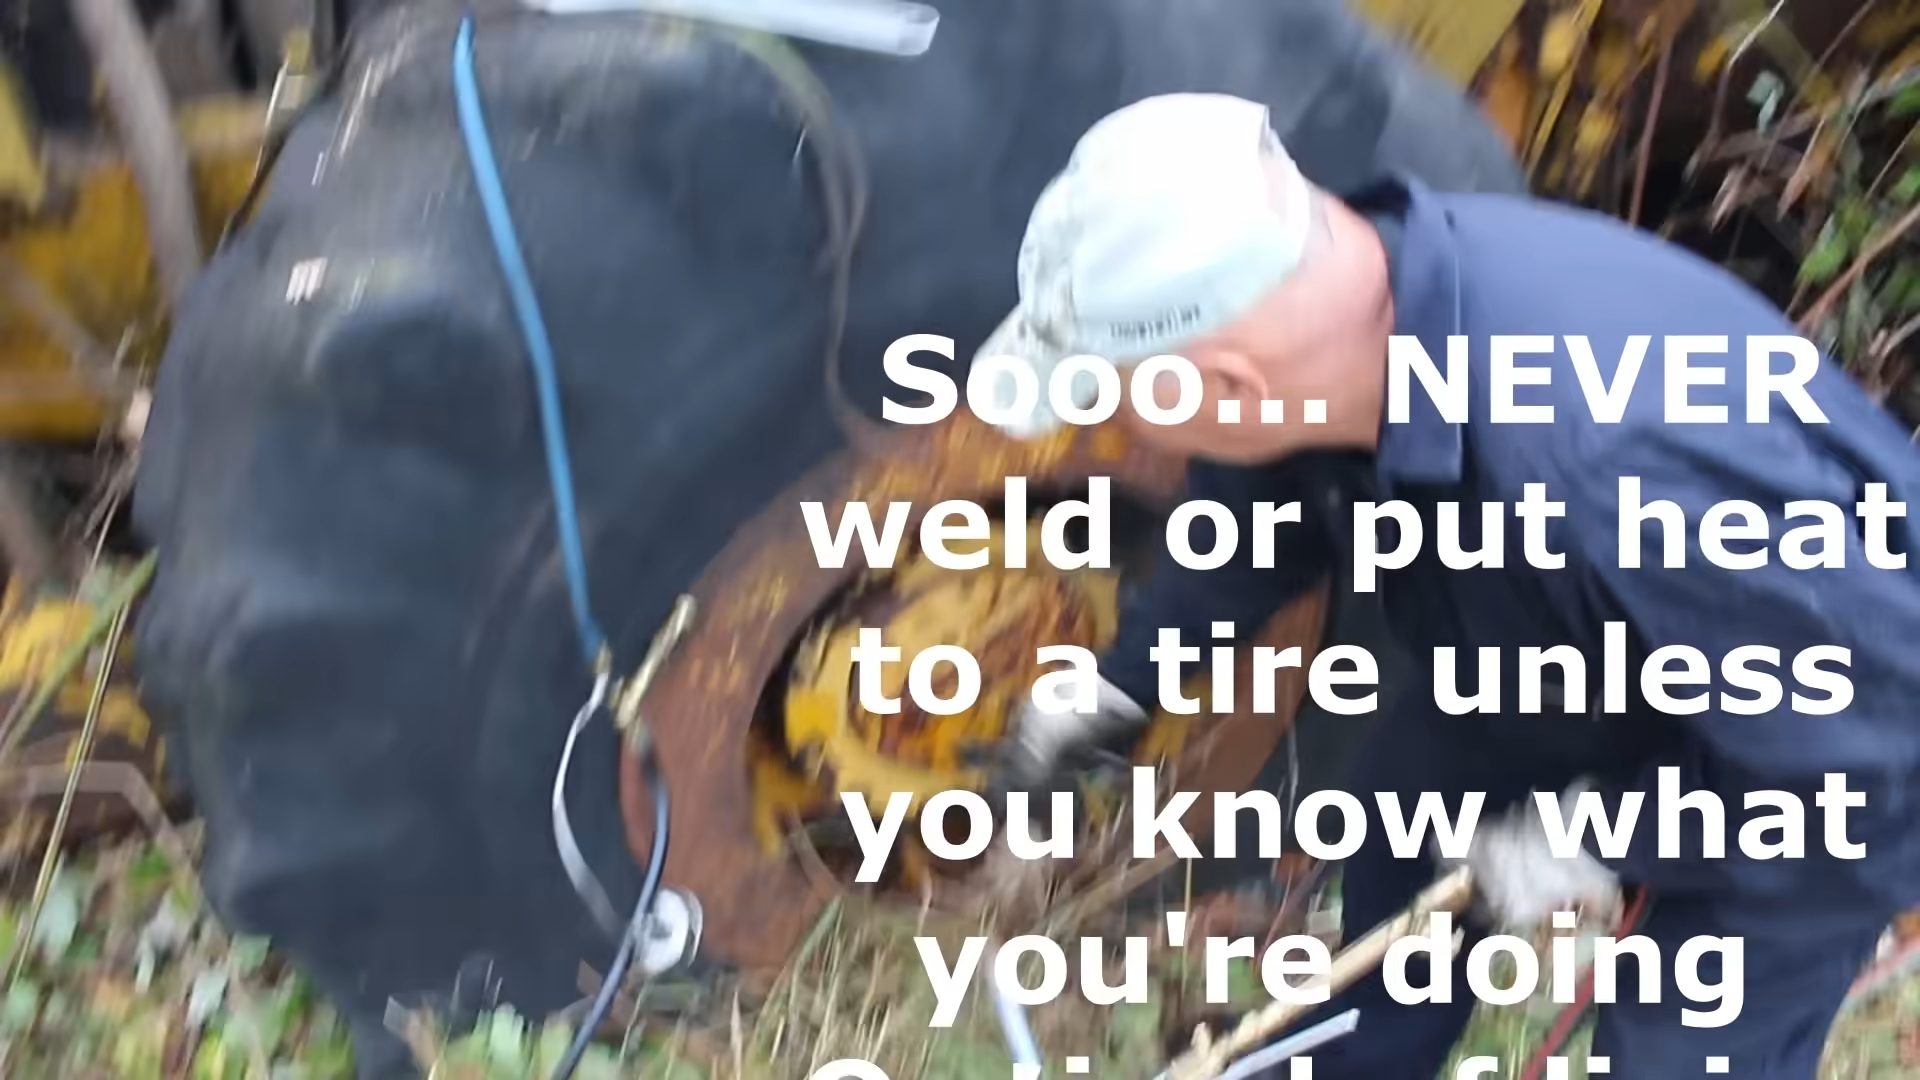 Sooo... NEVER
weld or put heat
to a tire unless
you know what
you're doing